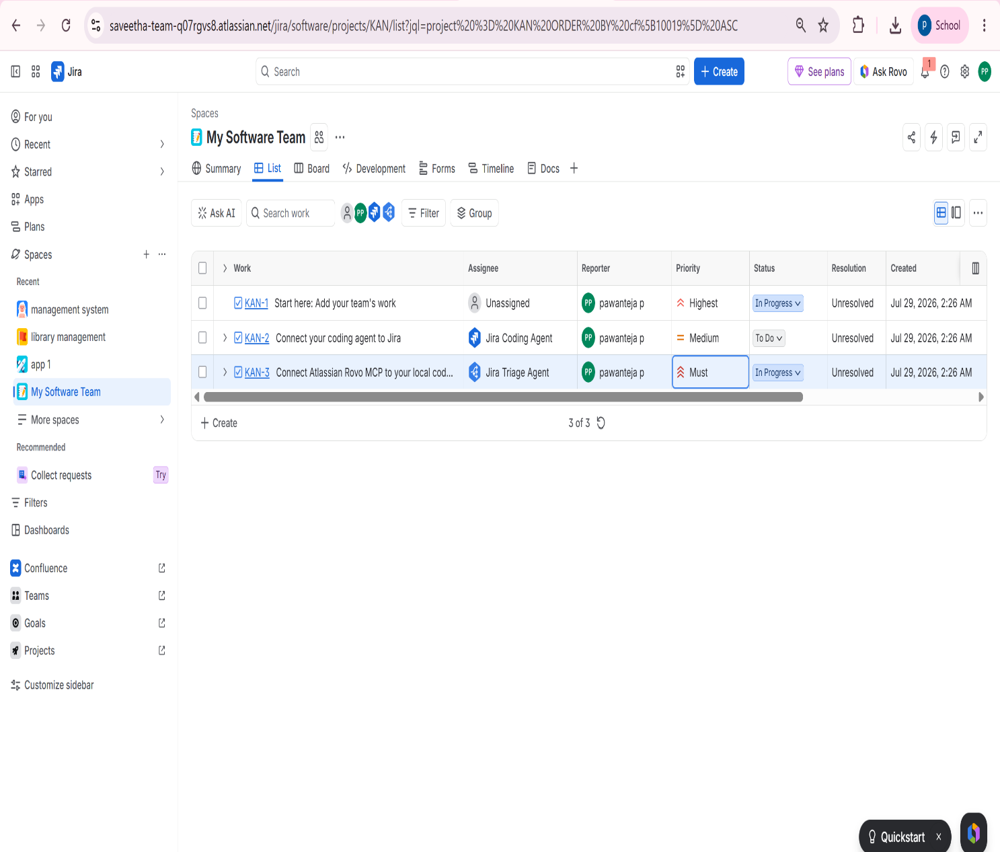 saveetha-team-q07rgvs8.atlassian.net/jira/software/projects/KAN/list?jql=project%20%3D%20KAN%20ORDER%20BY%20cf%5B10019%5D%20ASC
p School
Jira
Search
+ Create
See plans
Ask Rovo
1
PP
For you
Recent
Starred
Apps
Plans
Spaces
Recent
management system
library management
app 1
My Software Team
More spaces
Recommended
Collect requests Try
Filters
Dashboards
Confluence
Teams
Goals
Projects
Customize sidebar
Spaces
My Software Team
Summary List Board Development Forms Timeline Docs
Ask AI Search work PP Filter Group
Work Assignee Reporter Priority Status Resolution Created
KAN-1 Start here: Add your team's work Unassigned PP pawanteja p Highest In Progress Unresolved Jul 29, 2026, 2:26 AM
KAN-2 Connect your coding agent to Jira Jira Coding Agent PP pawanteja p Medium To Do Unresolved Jul 29, 2026, 2:26 AM
KAN-3 Connect Atlassian Rovo MCP to your local cod... Jira Triage Agent PP pawanteja p Must In Progress Unresolved Jul 29, 2026, 2:26 AM
+ Create 3 of 3
Quickstart